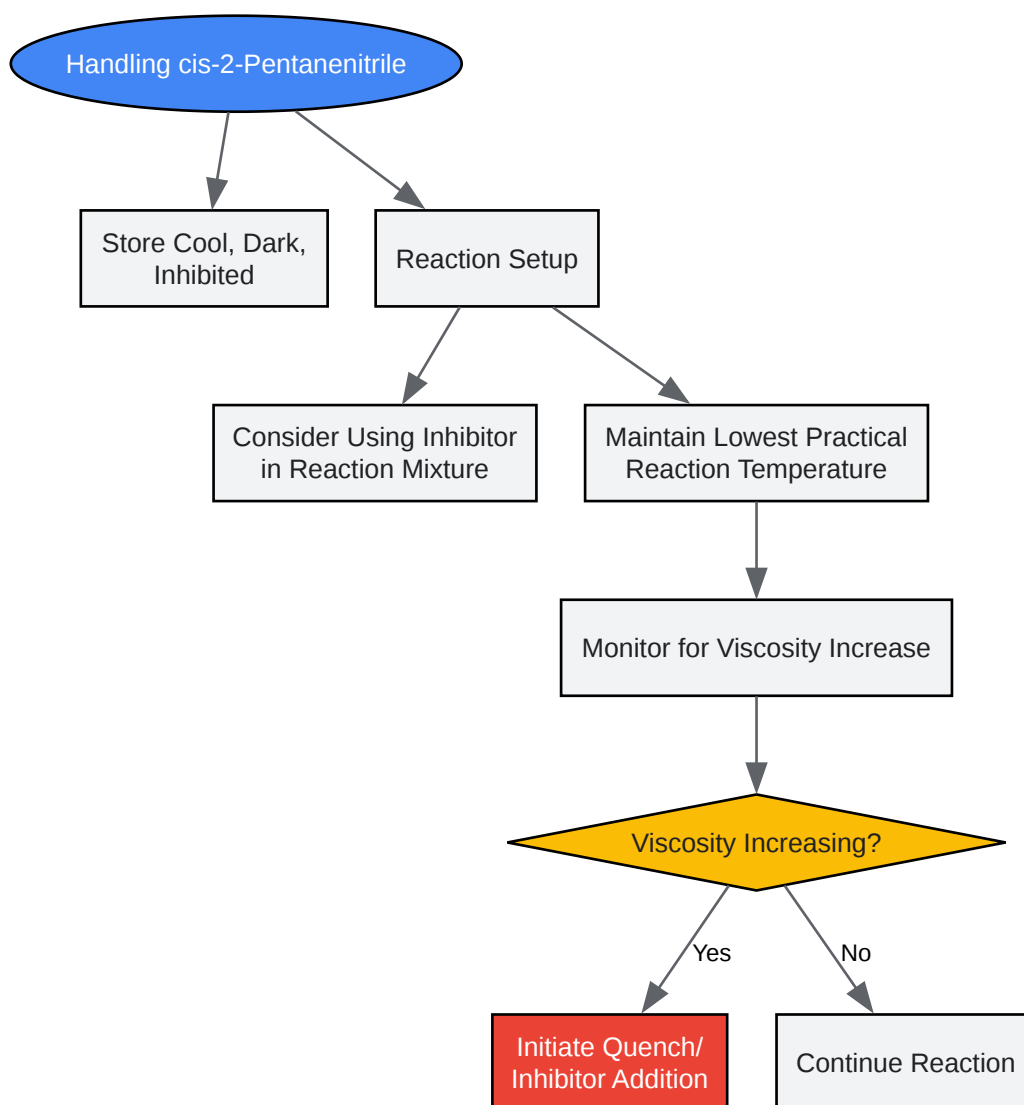 Handling cis-2-Pentanenitrile
Store Cool, Dark,
Inhibited
Reaction Setup
Consider Using Inhibitor
in Reaction Mixture
Maintain Lowest Practical
Reaction Temperature
Monitor for Viscosity Increase
Viscosity Increasing?
Yes
No
Initiate Quench/
Inhibitor Addition
Continue Reaction